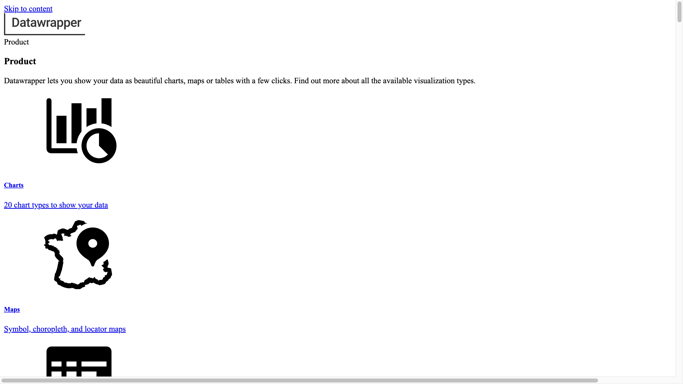 Skip to content
Datawrapper
Product
Product
Datawrapper lets you show your data as beautiful charts, maps or tables with a few clicks. Find out more about all the available visualization types.
Charts
20 chart types to show your data
Maps
Symbol, choropleth, and locator maps